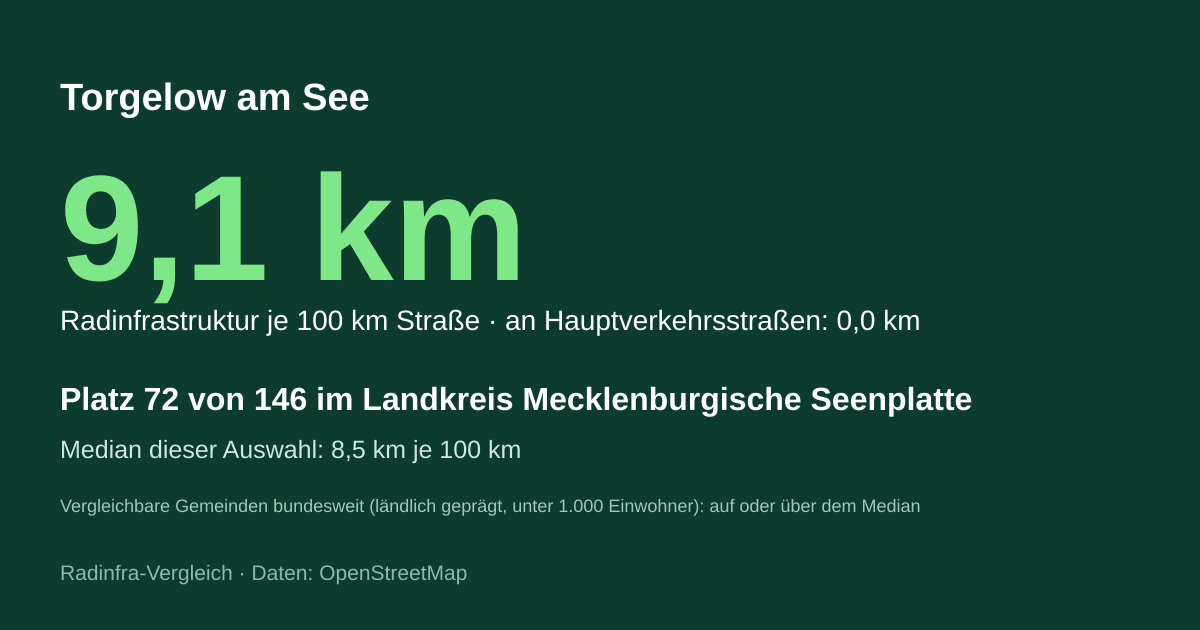 Torgelow am See
9,1 km
Radinfrastruktur je 100 km Straße · an Hauptverkehrsstraßen: 0,0 km
Platz 72 von 146 im Landkreis Mecklenburgische Seenplatte
Median dieser Auswahl: 8,5 km je 100 km
Vergleichbare Gemeinden bundesweit (ländlich geprägt, unter 1.000 Einwohner): auf oder über dem Median
Radinfra-Vergleich · Daten: OpenStreetMap